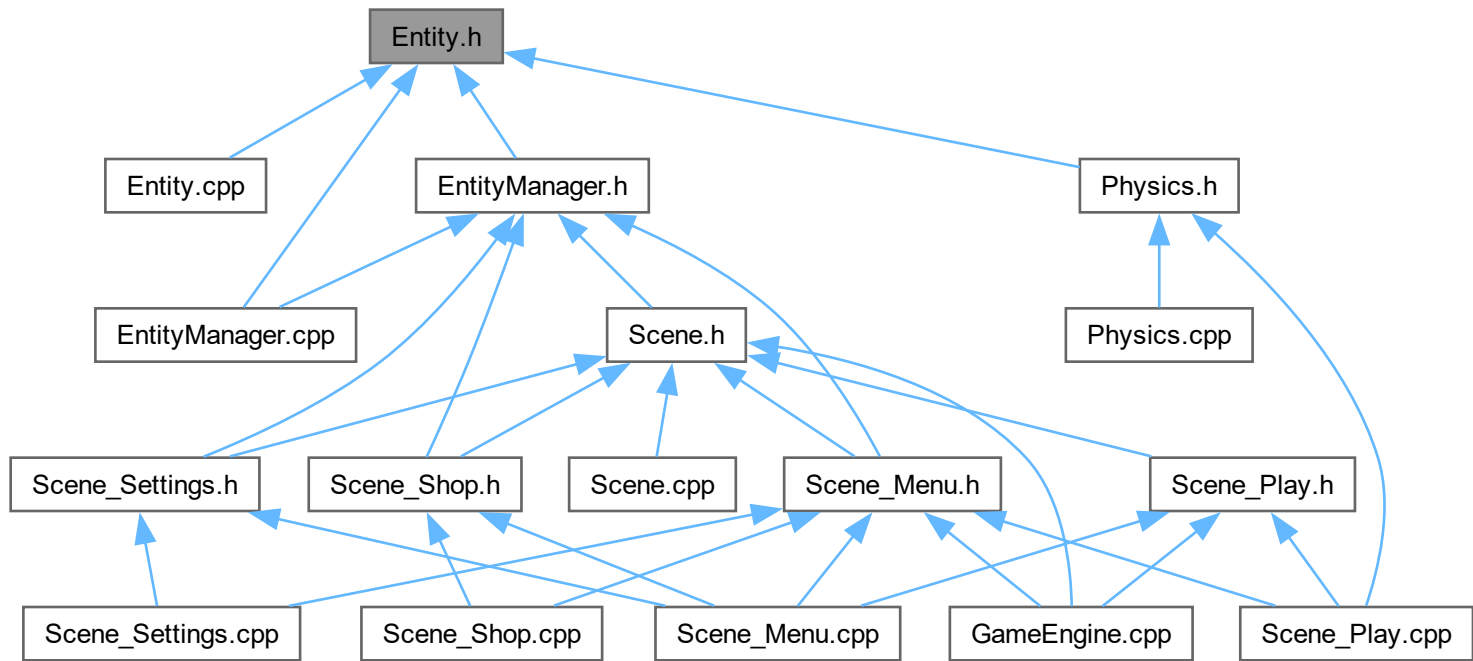 Entity.h
Entity.cpp
EntityManager.h
Physics.h
EntityManager.cpp
Scene.h
Physics.cpp
Scene_Settings.h
Scene_Shop.h
Scene.cpp
Scene_Menu.h
Scene_Play.h
Scene_Settings.cpp
Scene_Shop.cpp
Scene_Menu.cpp
GameEngine.cpp
Scene_Play.cpp